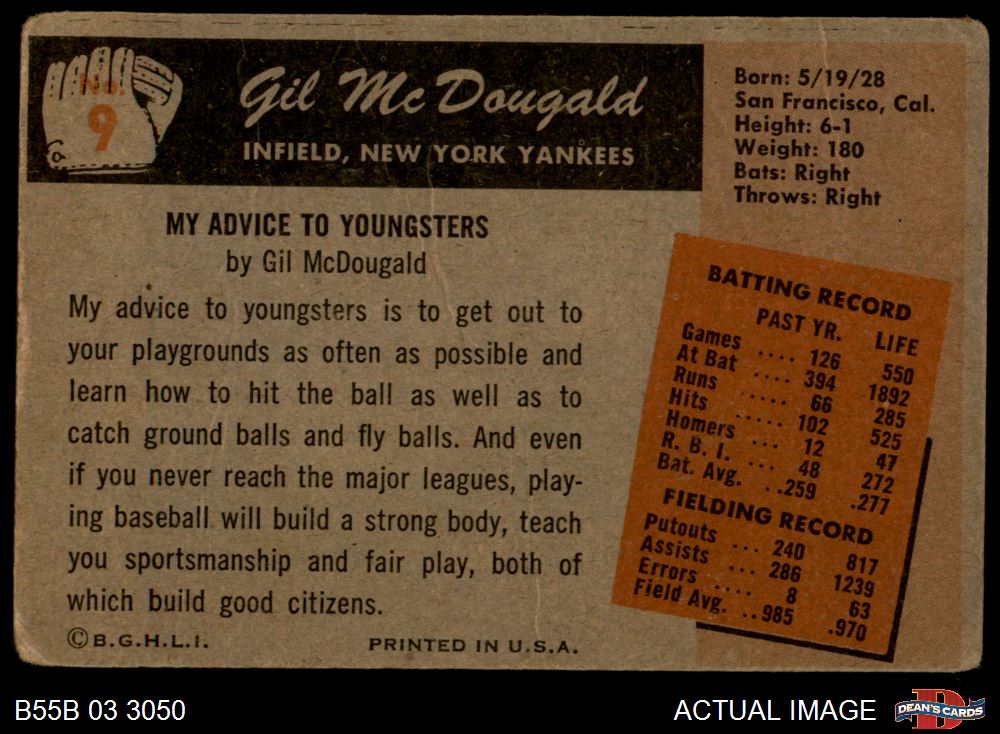 No.
9
Gil McDougald
INFIELD, NEW YORK YANKEES
Born: 5/19/28
San Francisco, Cal.
Height: 6-1
Weight: 180
Bats: Right
Throws: Right
MY ADVICE TO YOUNGSTERS
by Gil McDougald
My advice to youngsters is to get out to
your playgrounds as often as possible and
learn how to hit the ball as well as to
catch ground balls and fly balls. And even
if you never reach the major leagues, play-
ing baseball will build a strong body, teach
you sportsmanship and fair play, both of
which build good citizens.
©B.G.H.L.I.
PRINTED IN U.S.A.
BATTING RECORD
PAST YR. LIFE
Games .... 126 550
At Bat .... 394 1892
Runs ..... 66 285
Hits ..... 102 525
Homers ... 12 47
R. B. I. ... 48 272
Bat. Avg. ..259 .277
FIELDING RECORD
Putouts ... 240 817
Assists ... 286 1239
Errors .... 8 63
Field Avg. ..985 .970
B55B 03 3050
ACTUAL IMAGE
D
DEAN'S CARDS